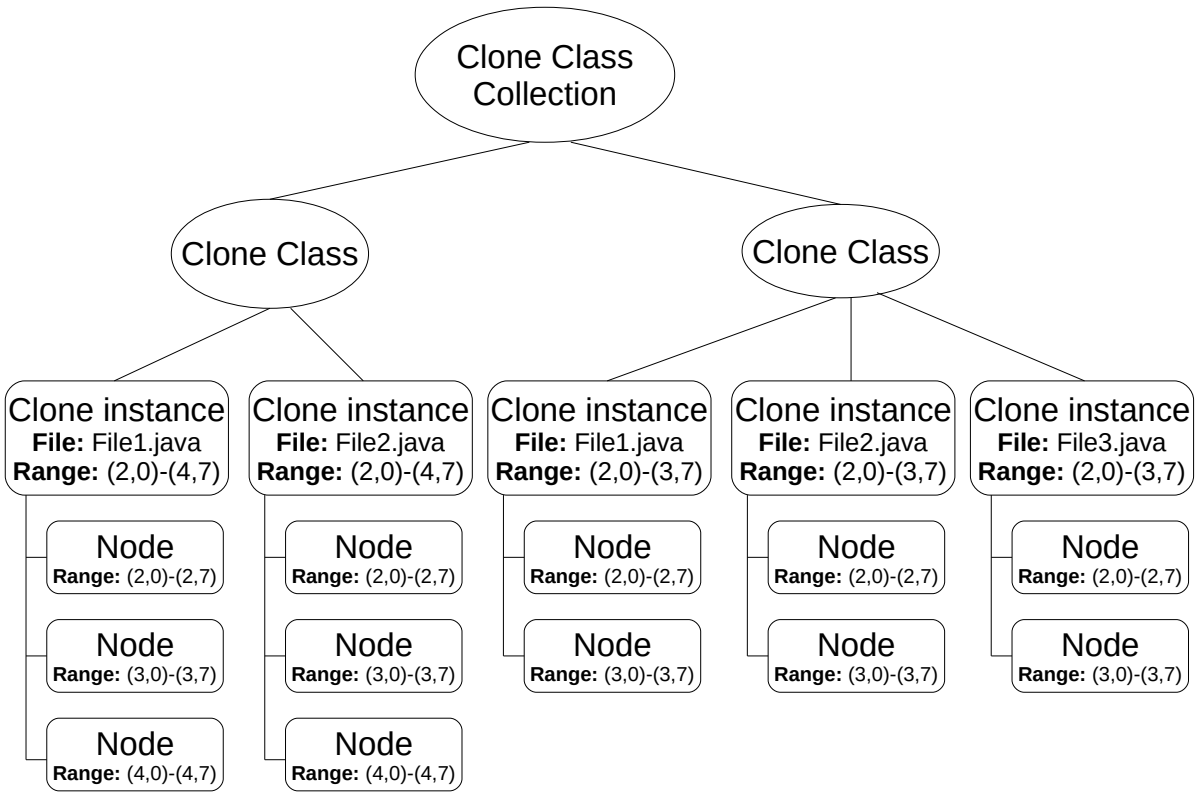 Clone Class
Collection
Clone Class
Clone Class
Clone instance
File: File1.java
Range: (2,0)-(4,7)
Clone instance
File: File2.java
Range: (2,0)-(4,7)
Clone instance
File: File1.java
Range: (2,0)-(3,7)
Clone instance
File: File2.java
Range: (2,0)-(3,7)
Clone instance
File: File3.java
Range: (2,0)-(3,7)
Node
Range: (2,0)-(2,7)
Node
Range: (2,0)-(2,7)
Node
Range: (2,0)-(2,7)
Node
Range: (2,0)-(2,7)
Node
Range: (2,0)-(2,7)
Node
Range: (3,0)-(3,7)
Node
Range: (3,0)-(3,7)
Node
Range: (3,0)-(3,7)
Node
Range: (3,0)-(3,7)
Node
Range: (3,0)-(3,7)
Node
Range: (4,0)-(4,7)
Node
Range: (4,0)-(4,7)